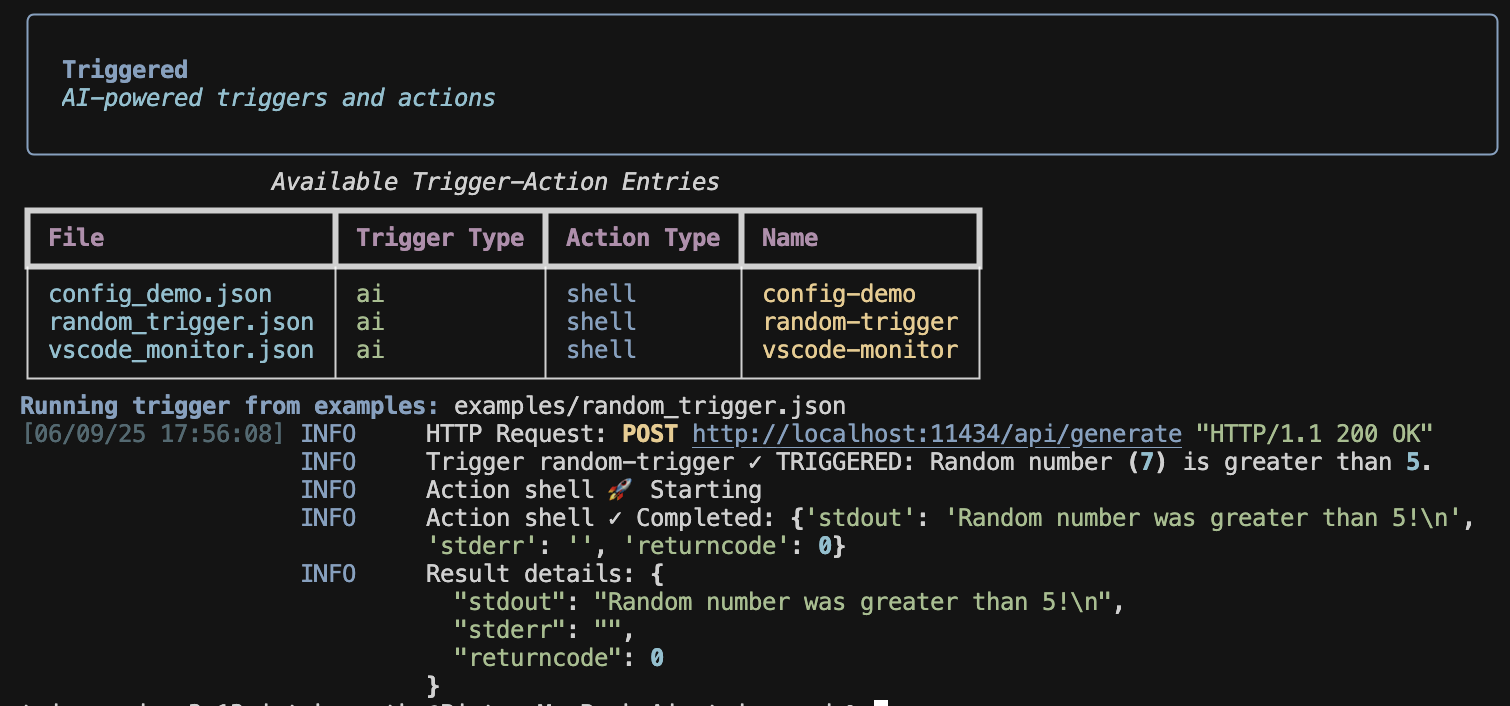 Triggered
AI-powered triggers and actions
Available Trigger-Action Entries
File Trigger Type Action Type Name
config_demo.json ai shell config-demo
random_trigger.json ai shell random-trigger
vscode_monitor.json ai shell vscode-monitor
Running trigger from examples: examples/random_trigger.json
[06/09/25 17:56:08] INFO HTTP Request: POST http://localhost:11434/api/generate "HTTP/1.1 200 OK"
INFO Trigger random-trigger ✓ TRIGGERED: Random number (7) is greater than 5.
INFO Action shell 🚀 Starting
INFO Action shell ✓ Completed: {'stdout': 'Random number was greater than 5!\n',
'stderr': '', 'returncode': 0}
INFO Result details: {
"stdout": "Random number was greater than 5!\n",
"stderr": "",
"returncode": 0
}